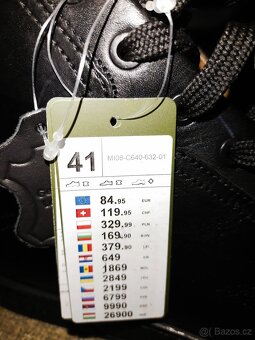 41 MI08-C640-632-01
84.95 EUR
119.95 CHF
329.99 PLN
169.90 RON
379.90 LEI
649
1869 MDL
2849
2199
6799
9990
26900
©Bazos.cz